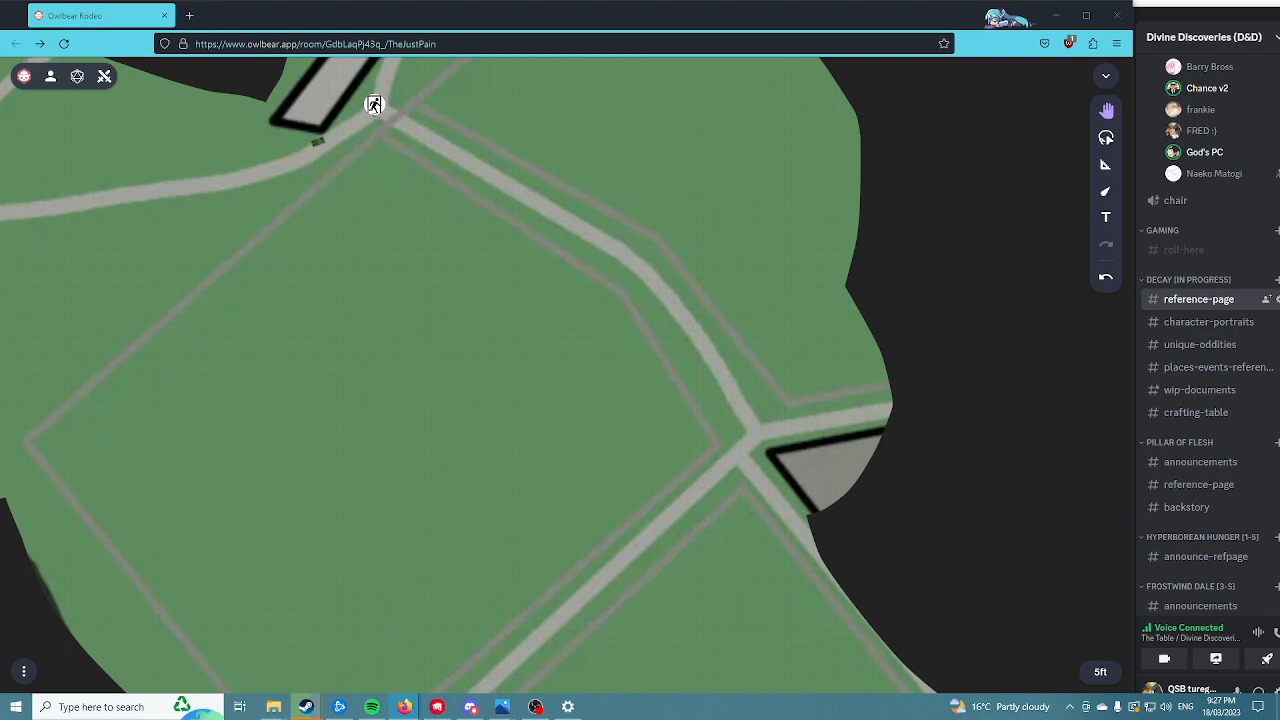 Owlbear Rodeo
https://www.owlbear.app/room/GdbLaqPj43q_/TheJustPain
5ft
Divine Discoveries (D&D)
Barry Bross
Chance v2
frankie
FRED :)
God's PC
Naeko Matogi
chair
GAMING
roll-here
DECAY [IN PROGRESS]
reference-page
character-portraits
unique-oddities
places-events-referen...
wip-documents
crafting-table
PILLAR OF FLESH
announcements
reference-page
backstory
HYPERBOREAN HUNGER [1-5]
announce-refpage
FROSTWIND DALE [3-5]
announcements
Voice Connected
The Table / Divine Discoveri...
QSB tureg...
Type here to search
16°C Partly cloudy
ENG
9:27 PM
18/03/2023